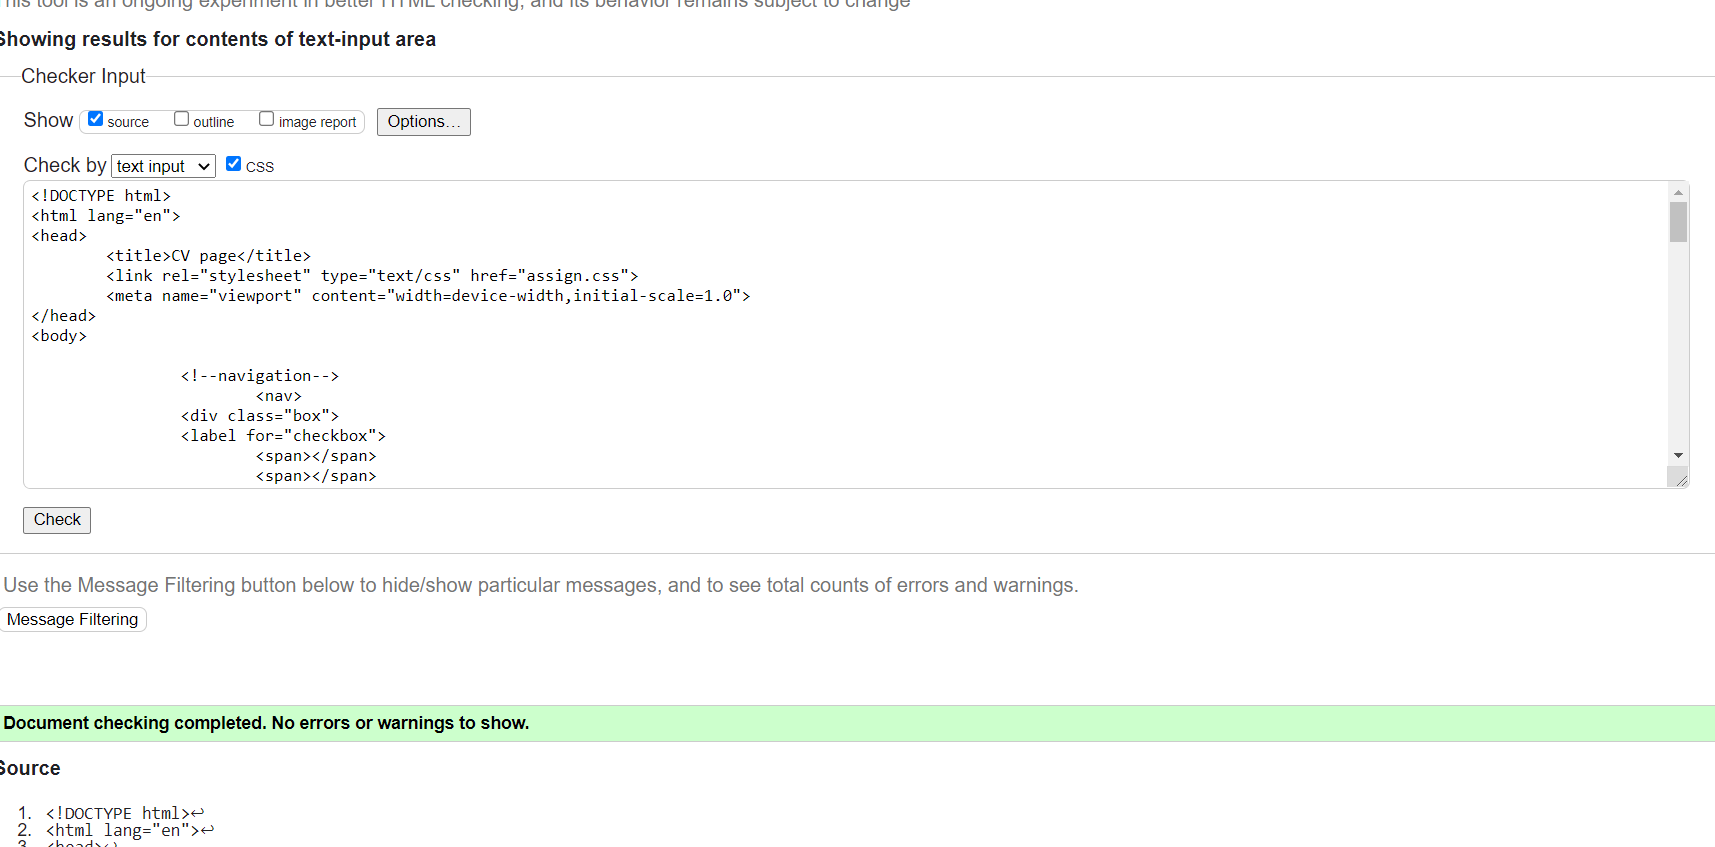 This tool is an ongoing experiment in better HTML checking, and its behavior remains subject to change
Showing results for contents of text-input area
Checker Input
Show source outline image report Options...
Check by text input CSS
<!DOCTYPE html>
<html lang="en">
<head>
<title>CV page</title>
<link rel="stylesheet" type="text/css" href="assign.css">
<meta name="viewport" content="width=device-width,initial-scale=1.0">
</head>
<body>
<!--navigation-->
<nav>
<div class="box">
<label for="checkbox">
<span></span>
<span></span>
Check
Use the Message Filtering button below to hide/show particular messages, and to see total counts of errors and warnings.
Message Filtering
Document checking completed. No errors or warnings to show.
Source
1. <!DOCTYPE html>↩
2. <html lang="en">↩
3. <head>↩